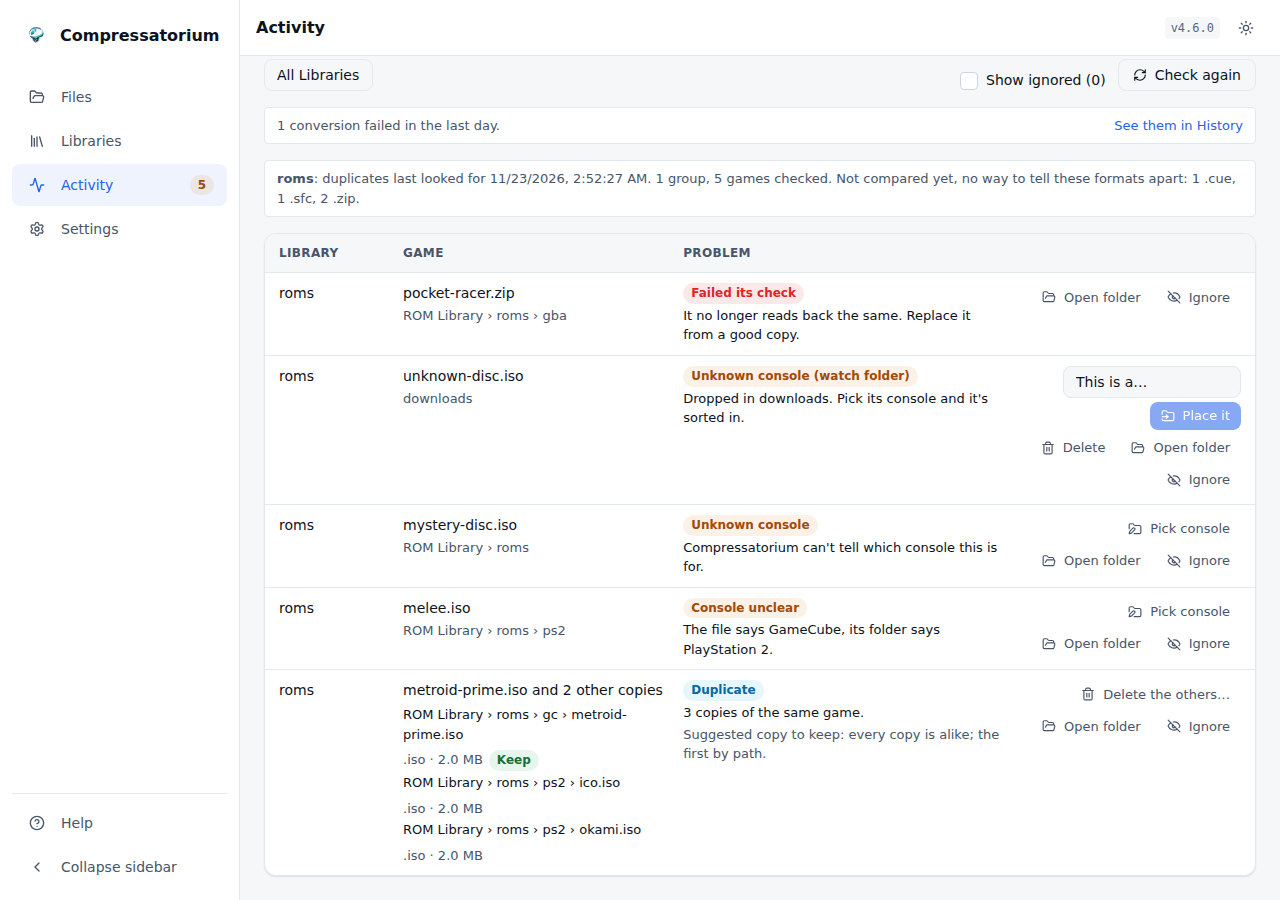 Compressatorium
Activity
v4.6.0
Files
Libraries
Activity
5
Settings
Help
Collapse sidebar
All Libraries
Show ignored (0)
Check again
1 conversion failed in the last day.
See them in History
roms: duplicates last looked for 11/23/2026, 2:52:27 AM. 1 group, 5 games checked. Not compared yet, no way to tell these formats apart: 1 .cue,
1 .sfc, 2 .zip.
LIBRARY
GAME
PROBLEM
roms
pocket-racer.zip
ROM Library › roms › gba
Failed its check
It no longer reads back the same. Replace it
from a good copy.
Open folder
Ignore
roms
unknown-disc.iso
downloads
Unknown console (watch folder)
Dropped in downloads. Pick its console and it's
sorted in.
This is a…
Place it
Delete
Open folder
Ignore
roms
mystery-disc.iso
ROM Library › roms
Unknown console
Compressatorium can't tell which console this is
for.
Pick console
Open folder
Ignore
roms
melee.iso
ROM Library › roms › ps2
Console unclear
The file says GameCube, its folder says
PlayStation 2.
Pick console
Open folder
Ignore
roms
metroid-prime.iso and 2 other copies
ROM Library › roms › gc › metroid-
prime.iso
.iso · 2.0 MB Keep
ROM Library › roms › ps2 › ico.iso
.iso · 2.0 MB
ROM Library › roms › ps2 › okami.iso
.iso · 2.0 MB
Duplicate
3 copies of the same game.
Suggested copy to keep: every copy is alike; the
first by path.
Delete the others…
Open folder
Ignore